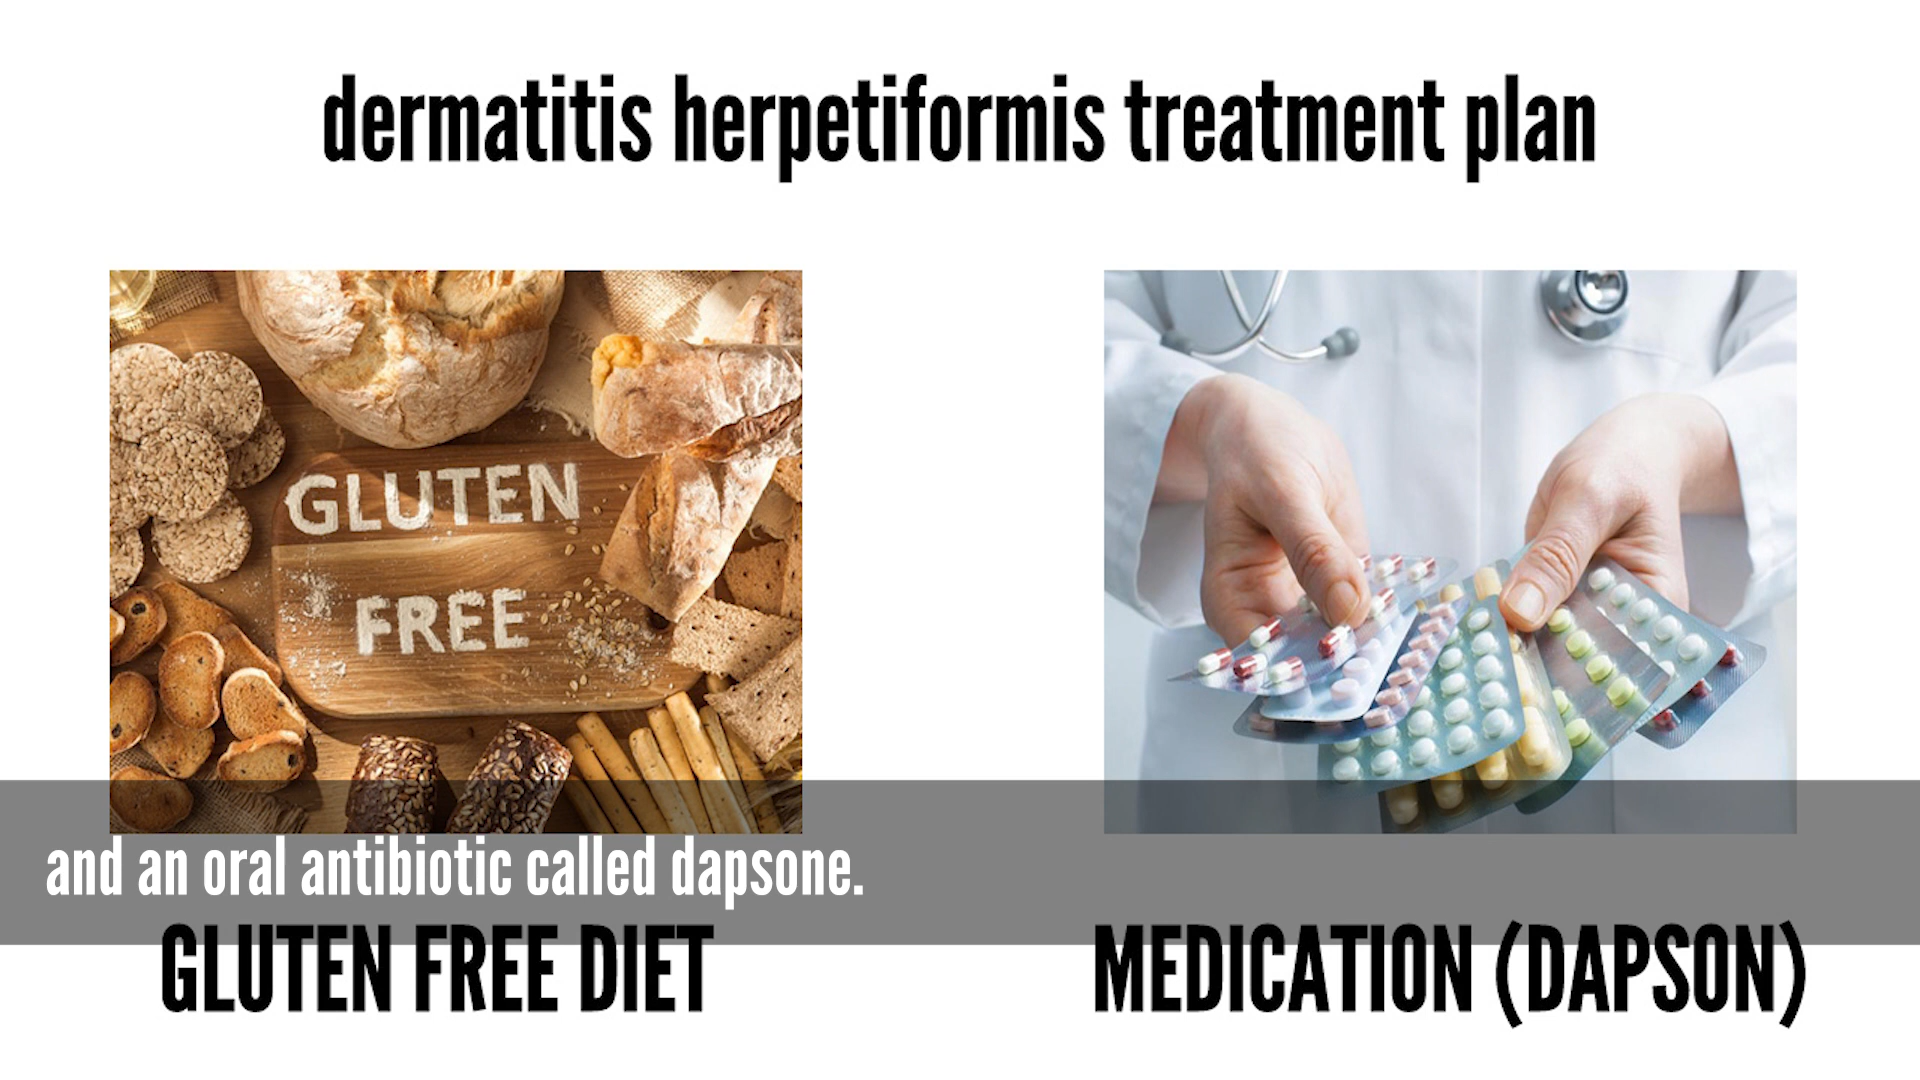 dermatitis herpetiformis treatment plan
GLUTEN
FREE
and an oral antibiotic called dapsone.
GLUTEN FREE DIET
MEDICATION (DAPSON)